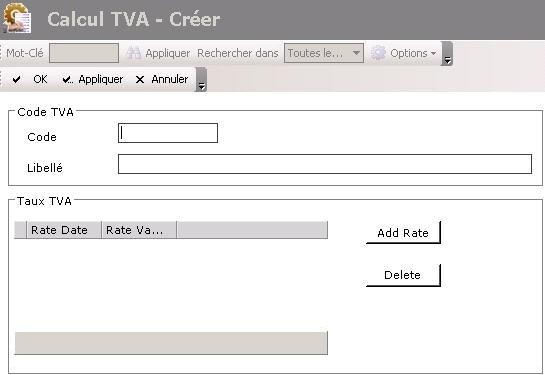 Calcul TVA - Créer
Mot-Clé Appliquer Rechercher dans Toutes le... Options
OK Appliquer Annuler
Code TVA
Code
Libellé
Taux TVA
Rate Date Rate Va... Add Rate
Delete